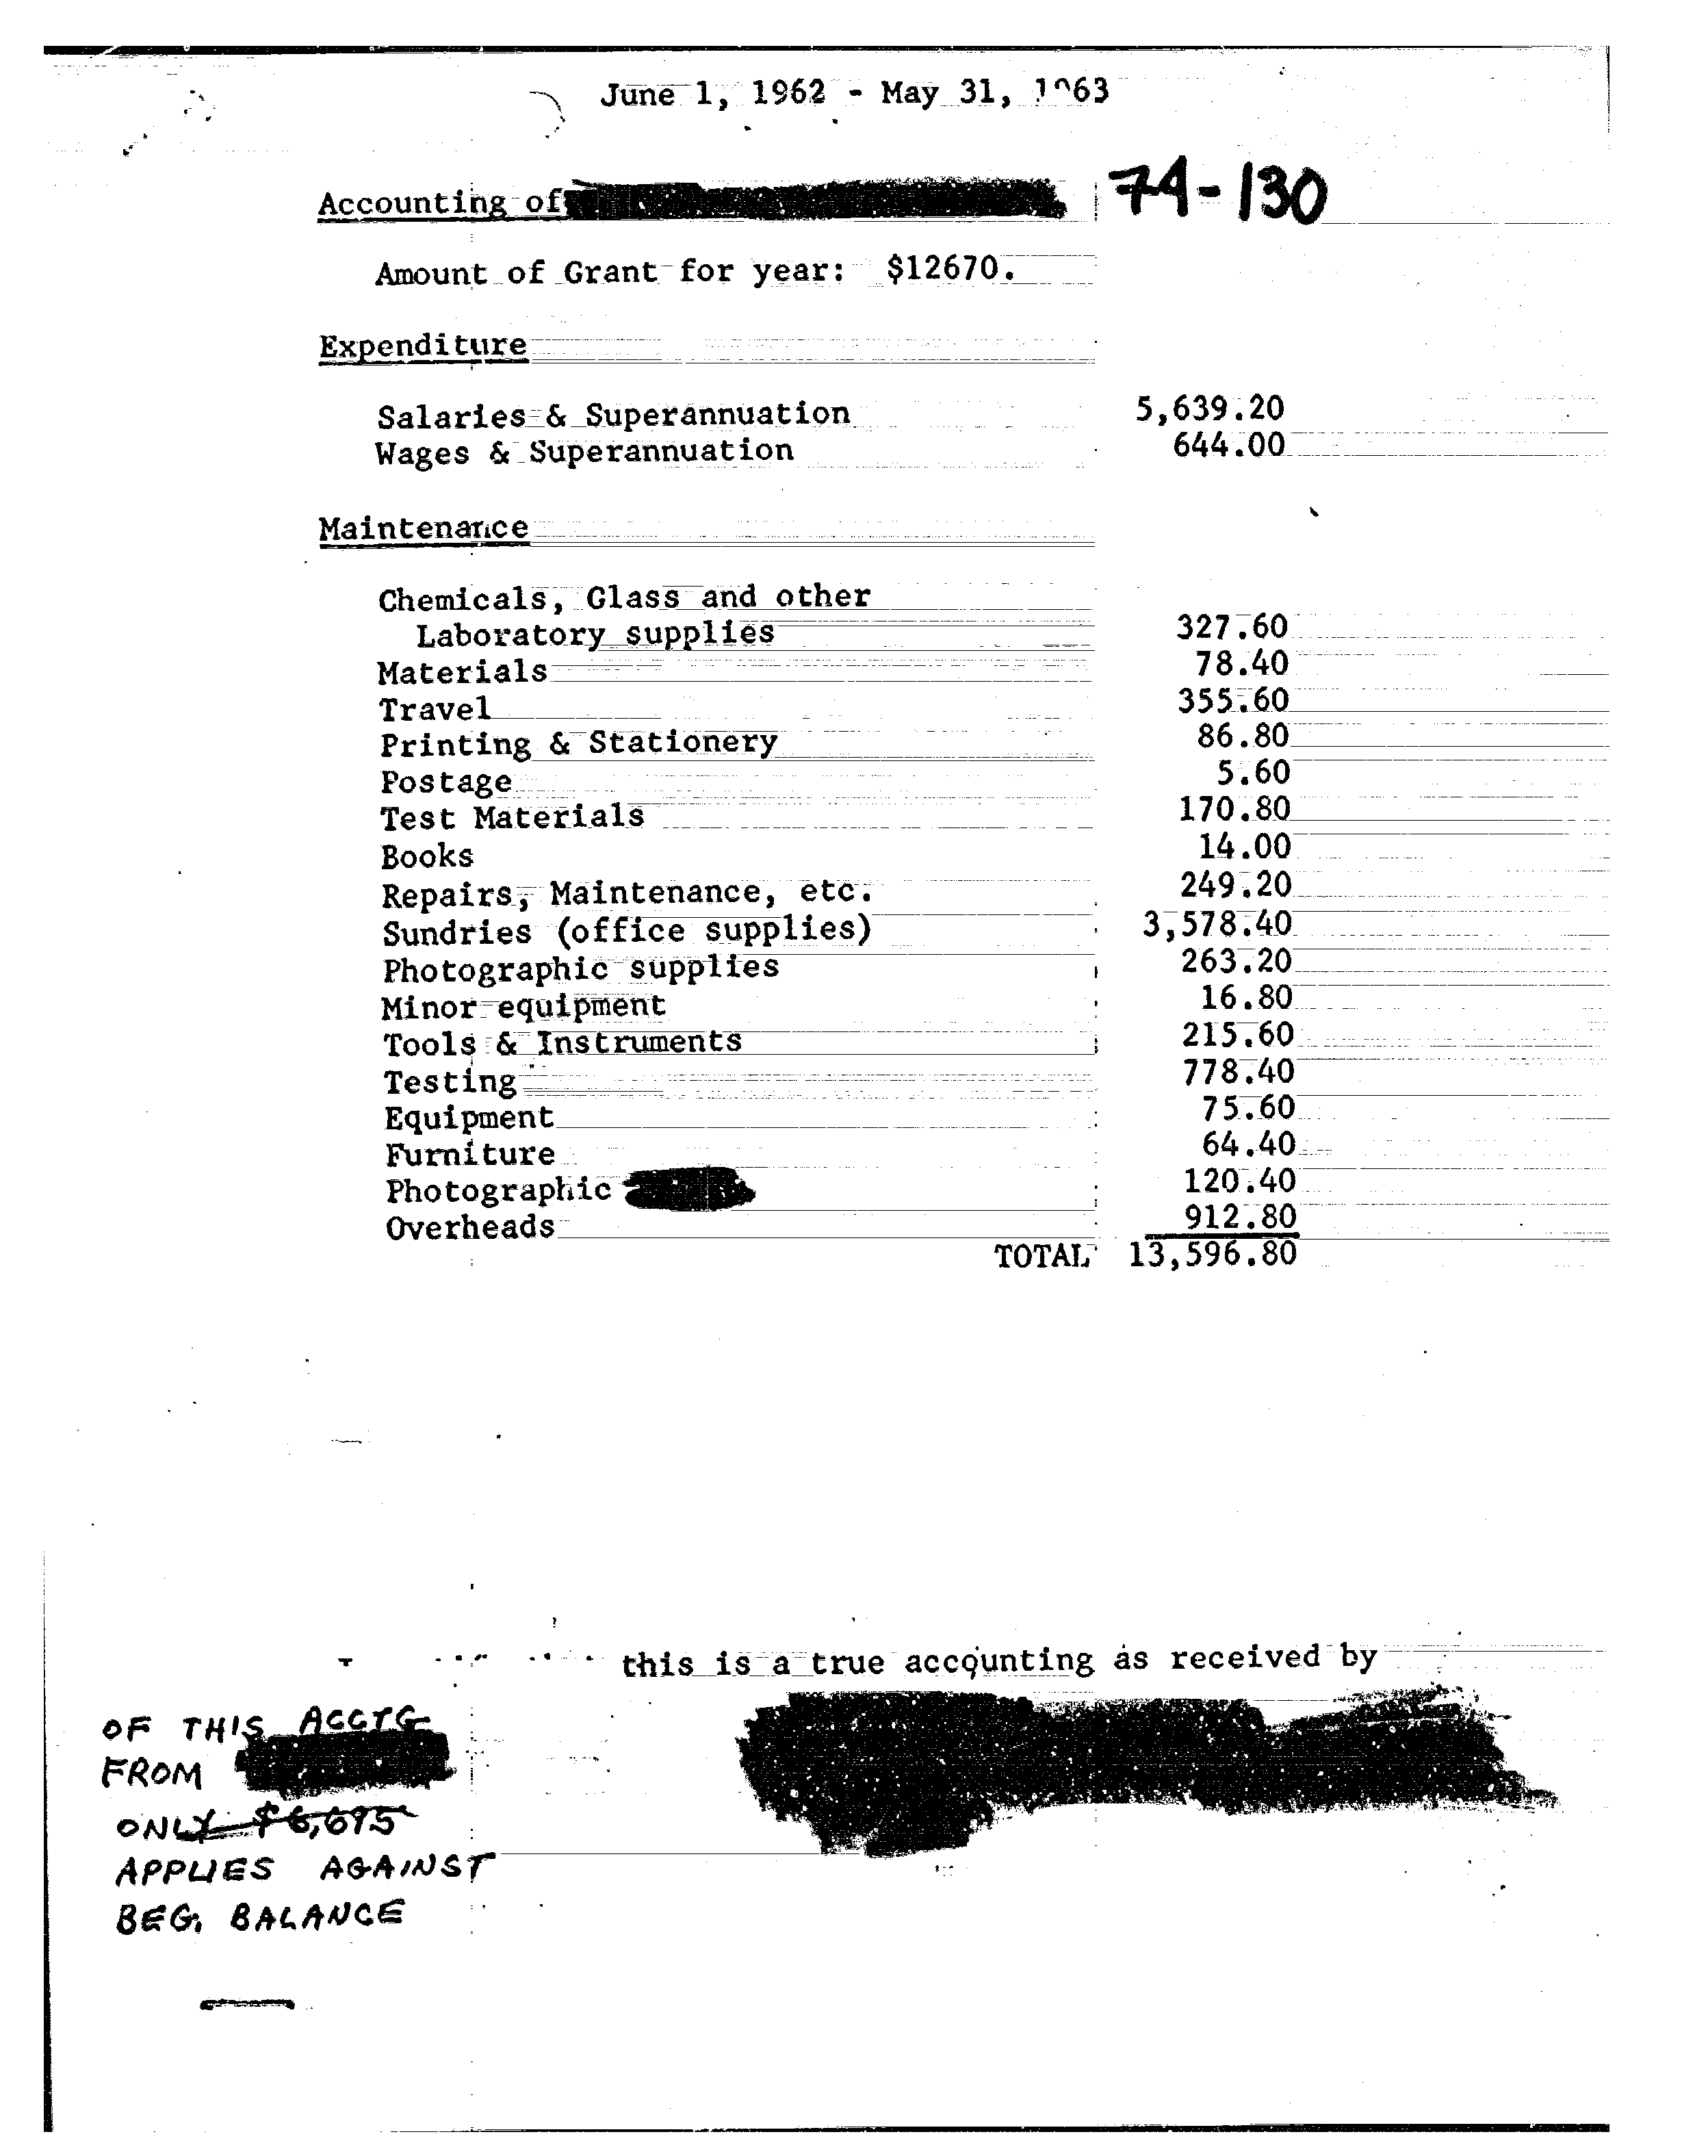 June 1, 1962 - May 31, 1963
Accounting of 74-130
Amount of Grant for year: $12670.
Expenditure
Salaries & Superannuation 5,639.20
Wages & Superannuation 644.00
Maintenance
Chemicals, Glass and other
Laboratory supplies 327.60
Materials 78.40
Travel 355.60
Printing & Stationery 86.80
Postage 5.60
Test Materials 170.80
Books 14.00
Repairs, Maintenance, etc. 249.20
Sundries (office supplies) 3,578.40
Photographic supplies 263.20
Minor equipment 16.80
Tools & Instruments 215.60
Testing 778.40
Equipment 75.60
Furniture 64.40
Photographic 120.40
Overheads 912.80
TOTAL 13,596.80
this is a true accounting as received by
OF THIS ACCTG
FROM
ONLY $6,695
APPLIES AGAINST
BEG. BALANCE